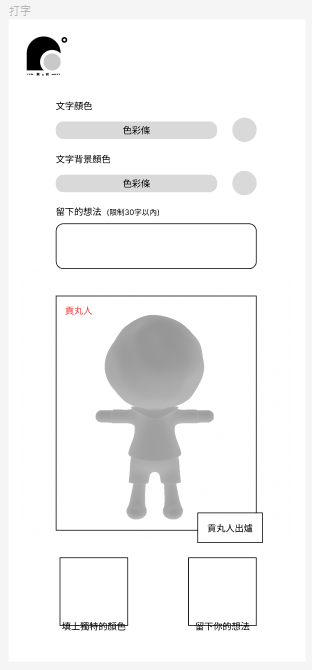 打字
文字顏色
色彩條
文字背景顏色
色彩條
留下的想法 (限制30字以內)
貢丸人
貢丸人出爐
填上獨特的顏色
留下你的想法